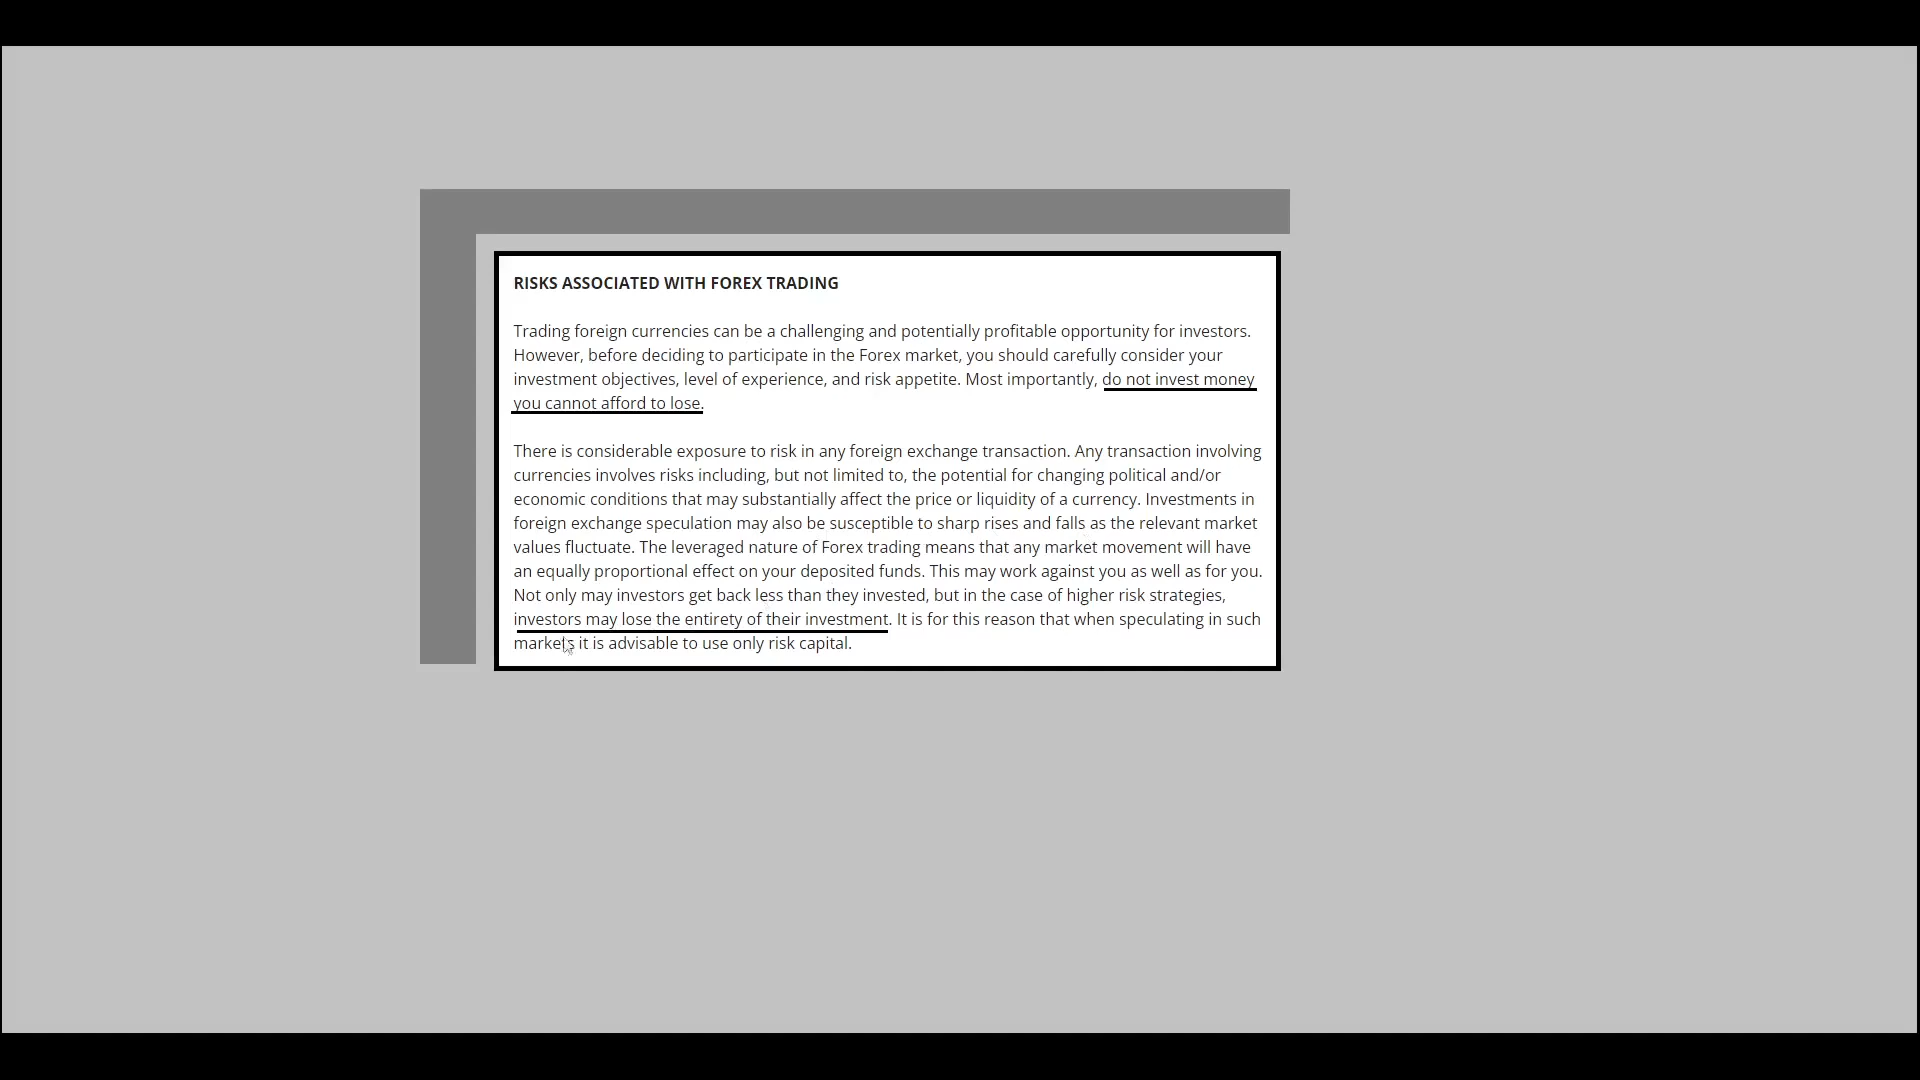 RISKS ASSOCIATED WITH FOREX TRADING
Trading foreign currencies can be a challenging and potentially profitable opportunity for investors.
However, before deciding to participate in the Forex market, you should carefully consider your
investment objectives, level of experience, and risk appetite. Most importantly, do not invest money
you cannot afford to lose.
There is considerable exposure to risk in any foreign exchange transaction. Any transaction involving
currencies involves risks including, but not limited to, the potential for changing political and/or
economic conditions that may substantially affect the price or liquidity of a currency. Investments in
foreign exchange speculation may also be susceptible to sharp rises and falls as the relevant market
values fluctuate. The leveraged nature of Forex trading means that any market movement will have
an equally proportional effect on your deposited funds. This may work against you as well as for you.
Not only may investors get back less than they invested, but in the case of higher risk strategies,
investors may lose the entirety of their investment. It is for this reason that when speculating in such
markets it is advisable to use only risk capital.